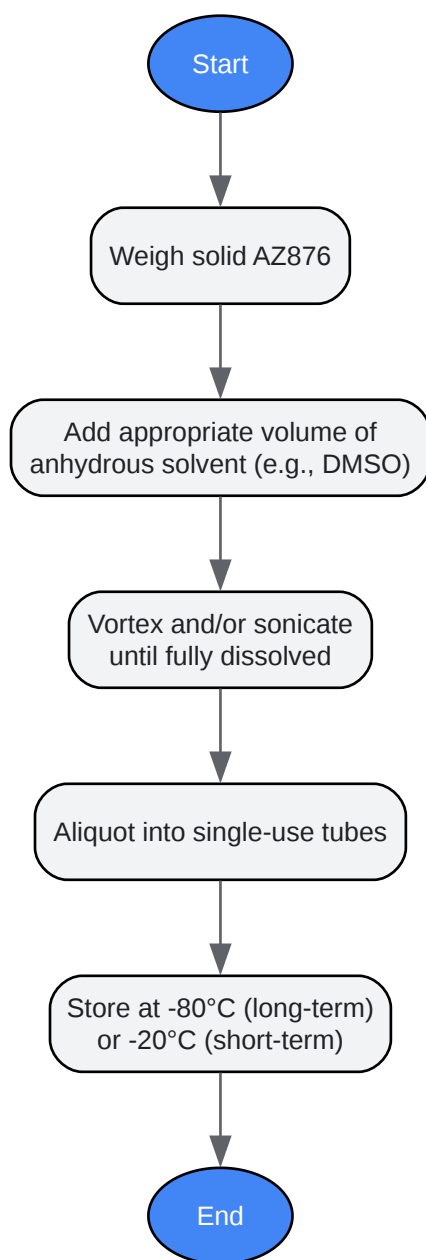 Start
Weigh solid AZ876
Add appropriate volume of
anhydrous solvent (e.g., DMSO)
Vortex and/or sonicate
until fully dissolved
Aliquot into single-use tubes
Store at -80°C (long-term)
or -20°C (short-term)
End